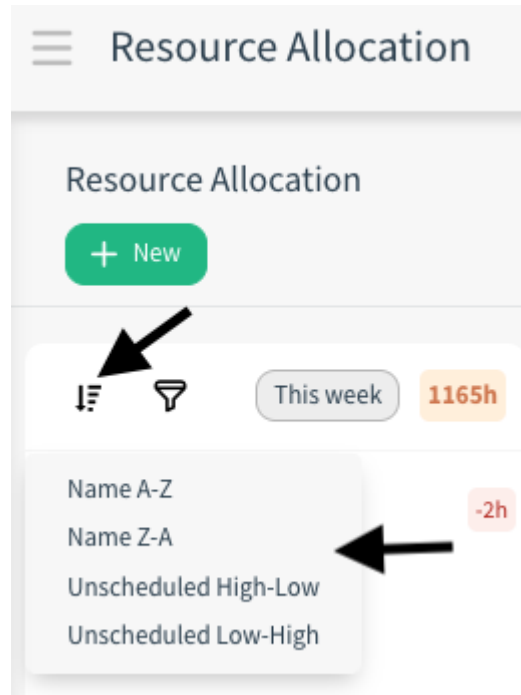 Resource Allocation
Resource Allocation
+ New
This week 1165h
Name A-Z
-2h
Name Z-A
Unscheduled High-Low
Unscheduled Low-High